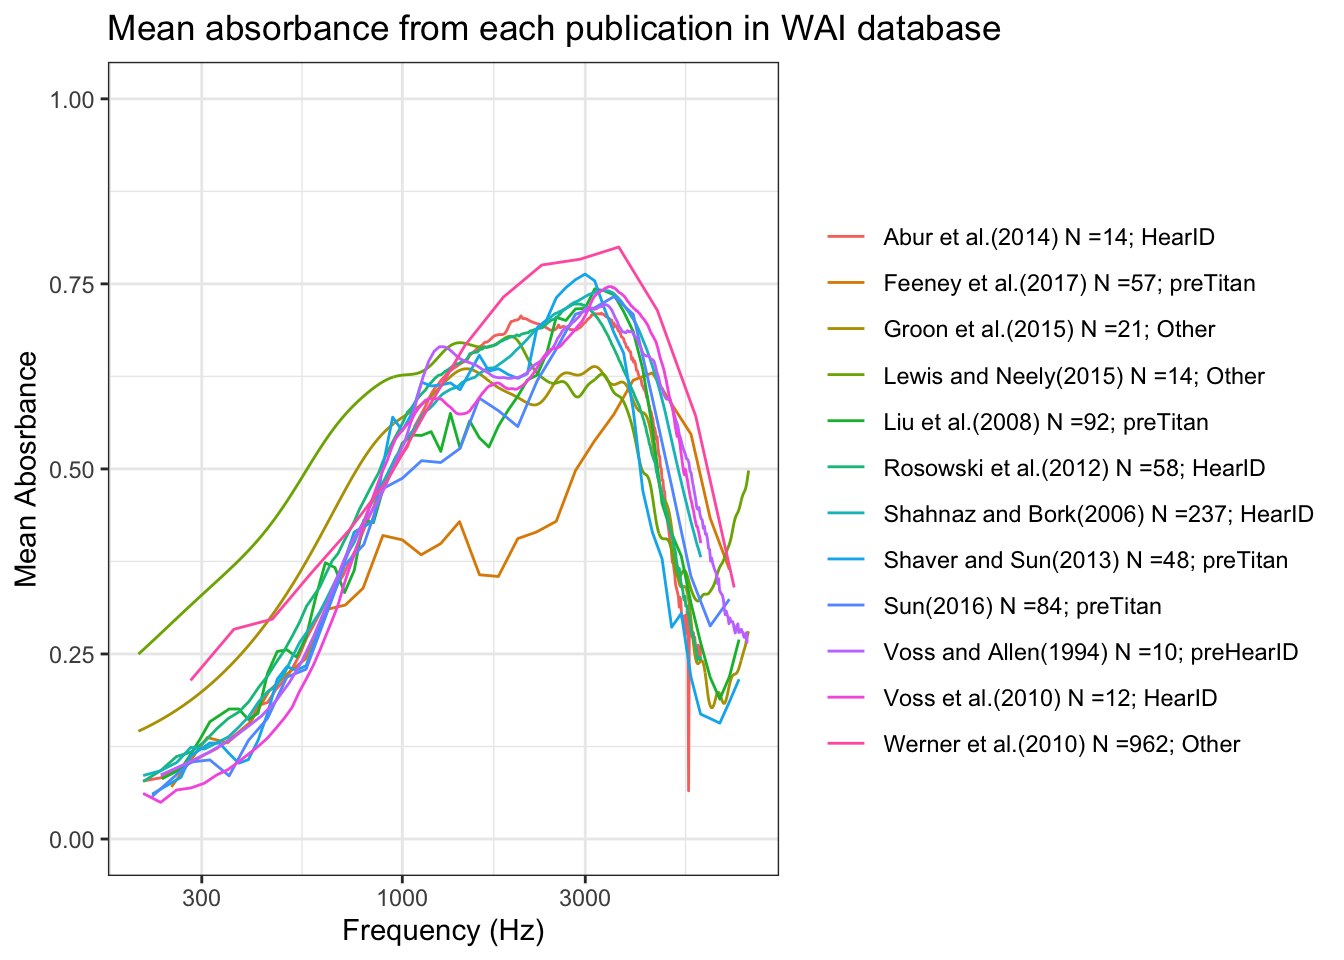 Mean absorbance from each publication in WAI database
1.00
0.75
0.50
0.25
0.00
Mean Abosrbance
300
1000
3000
Frequency (Hz)
Abur et al.(2014) N =14; HearID
Feeney et al.(2017) N =57; preTitan
Groon et al.(2015) N =21; Other
Lewis and Neely(2015) N =14; Other
Liu et al.(2008) N =92; preTitan
Rosowski et al.(2012) N =58; HearID
Shahnaz and Bork(2006) N =237; HearID
Shaver and Sun(2013) N =48; preTitan
Sun(2016) N =84; preTitan
Voss and Allen(1994) N =10; preHearID
Voss et al.(2010) N =12; HearID
Werner et al.(2010) N =962; Other